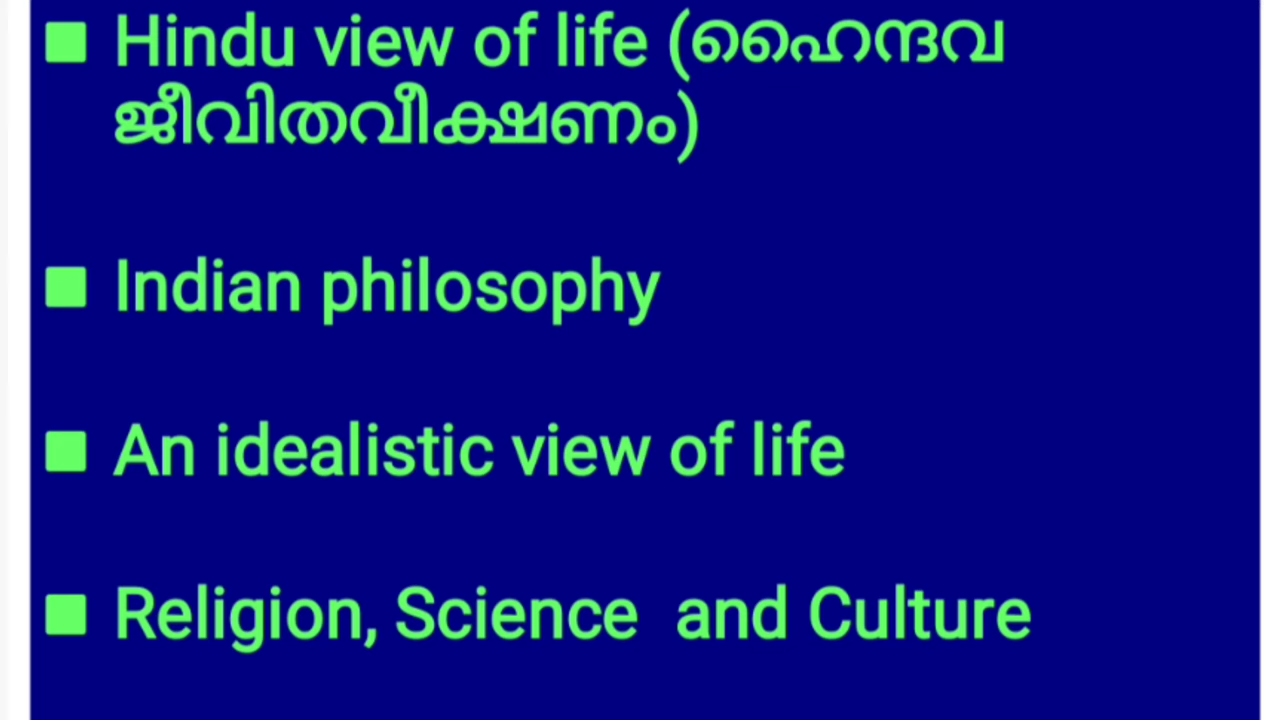 ■ Hindu view of life (ഹൈന്ദവ
ജീവിതവീക്ഷണം)
■ Indian philosophy
■ An idealistic view of life
■ Religion, Science  and Culture